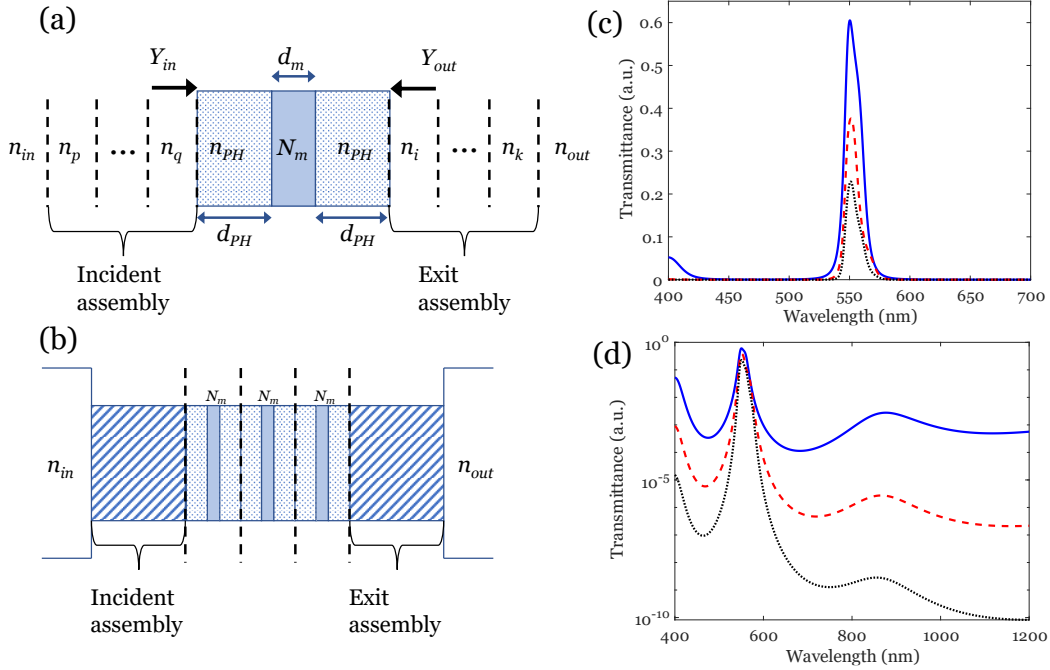 (a)
Y_in
d_m
Y_out
n_in n_p ... n_q n_PH N_m n_PH n_i ... n_k n_out
d_PH d_PH
Incident
assembly
Exit
assembly
(b)
N_m N_m N_m
n_in n_out
Incident
assembly
Exit
assembly
(c)
Transmittance (a.u.)
0.6
0.5
0.4
0.3
0.2
0.1
0
400 450 500 550 600 650 700
Wavelength (nm)
(d)
Transmittance (a.u.)
10^0
10^-5
10^-10
400 600 800 1000 1200
Wavelength (nm)